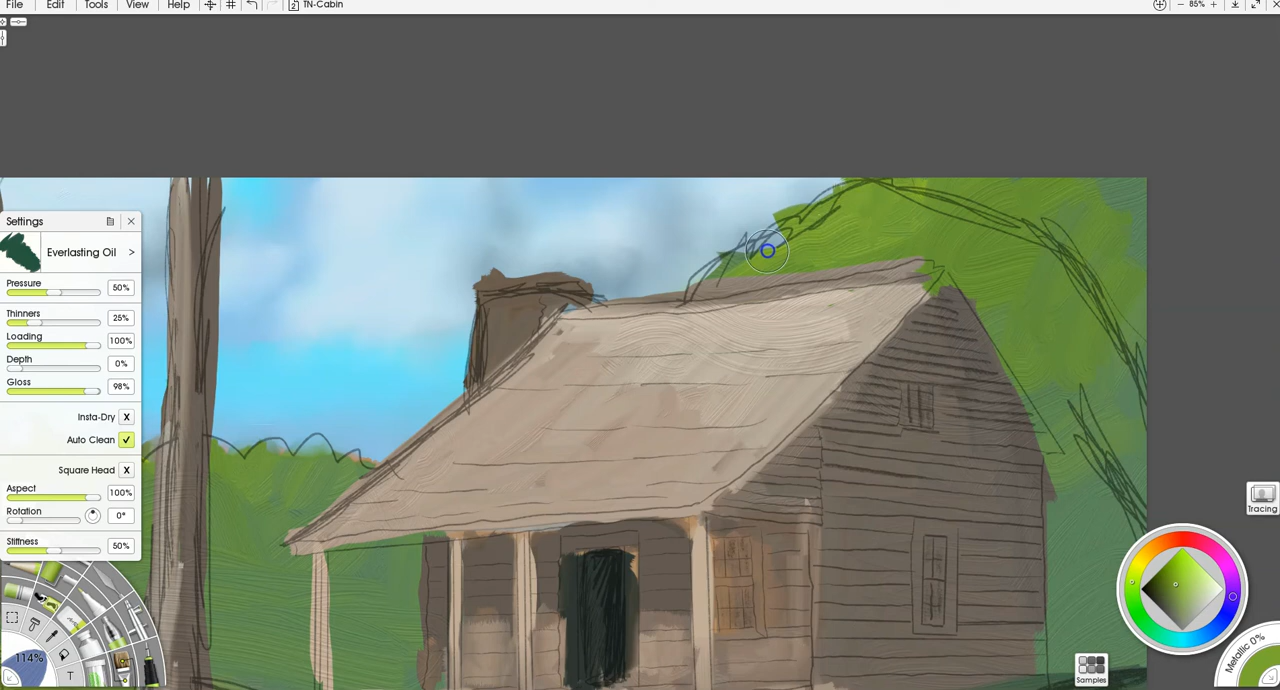 File Edit Tools View Help TN-Cabin 85%
Settings
Everlasting Oil >
Pressure 50%
Thinners 25%
Loading 100%
Depth 0%
Gloss 98%
Insta-Dry X
Auto Clean ✓
Square Head X
Aspect 100%
Rotation 0°
Stiffness 50%
Tracing
114%
T
Samples
Metallic 0%